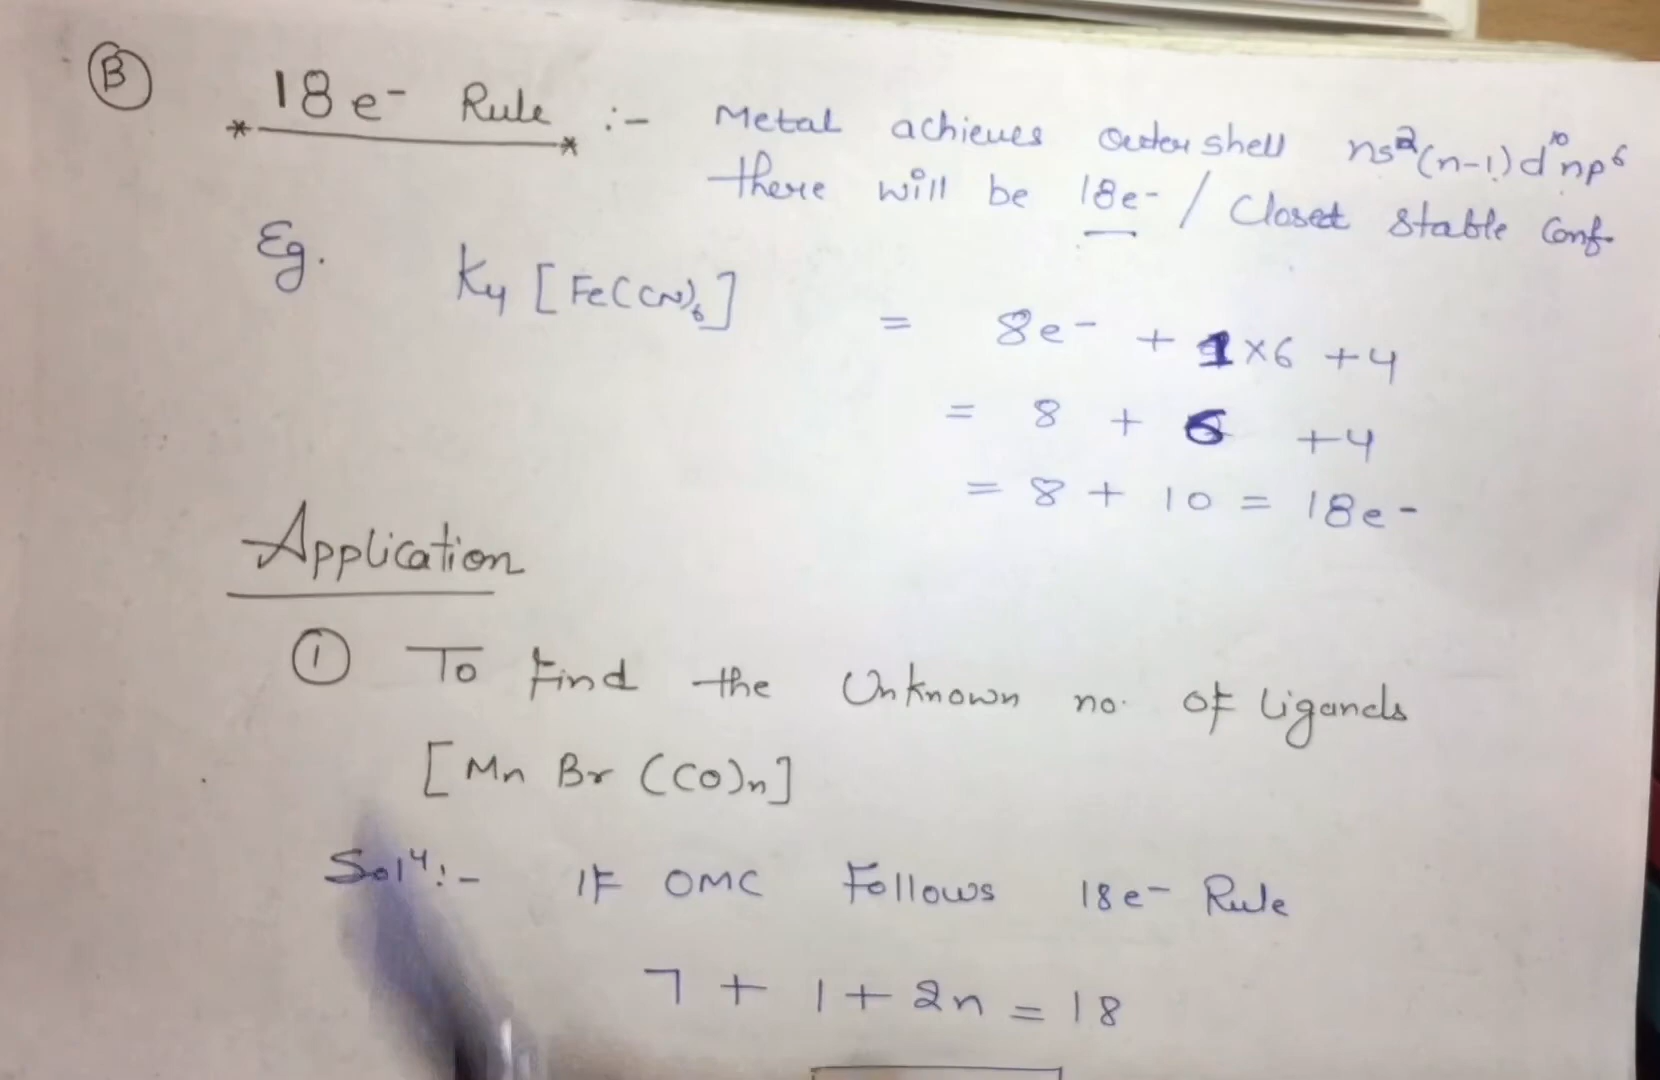 B 18e- Rule :- Metal achieves outer shell ns²(n-1)d¹⁰np⁶
there will be 18e- / Closed stable Conf.
Eg. K4 [Fe(CN)6] = 8e- + 1×6 +4
= 8 + 6 +4
= 8 + 10 = 18e-
Application
① To Find the Unknown no. of ligands
[Mn Br (CO)n]
Solⁿ:- IF OMC Follows 18e- Rule
7 + 1 + 2n = 18